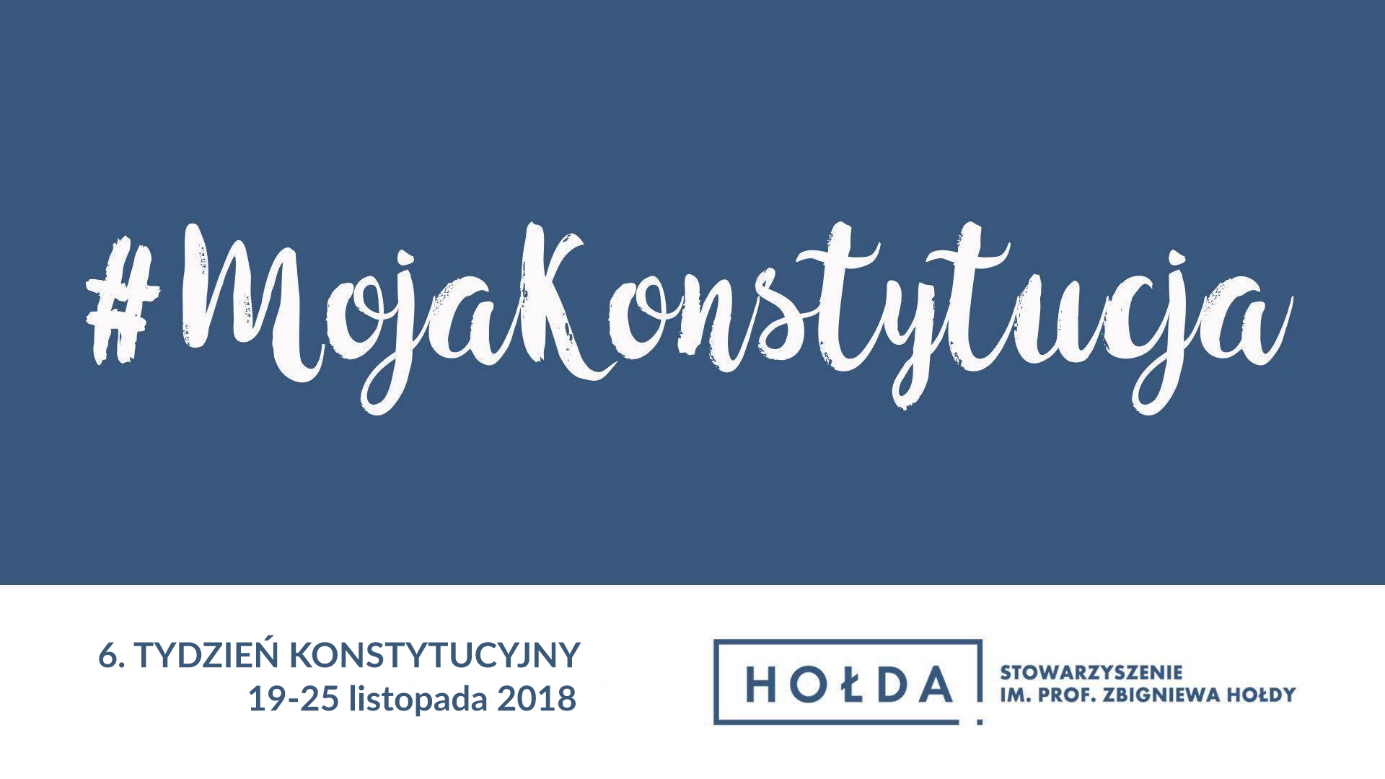 #MojaKonstytucja
6. TYDZIEŃ KONSTYTUCYJNY
19-25 listopada 2018
HOŁDA
STOWARZYSZENIE
IM. PROF. ZBIGNIEWA HOŁDY